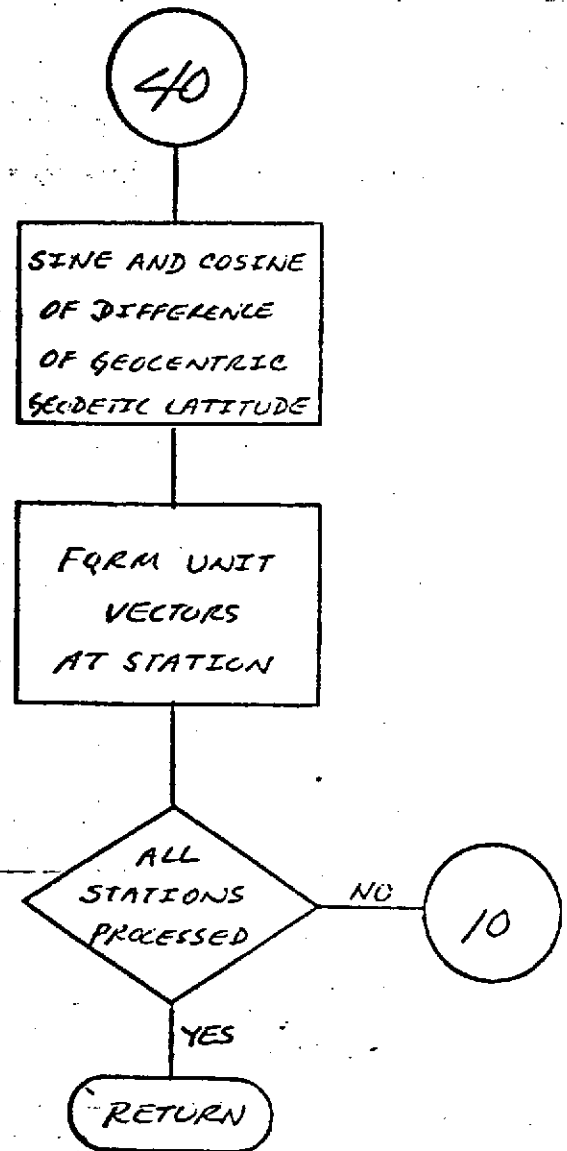 40
SINE AND COSINE
OF DIFFERENCE
OF GEOCENTRIC
GEODETIC LATITUDE
FORM UNIT
VECTORS
AT STATION
ALL
STATIONS
PROCESSED
NO
10
YES
RETURN